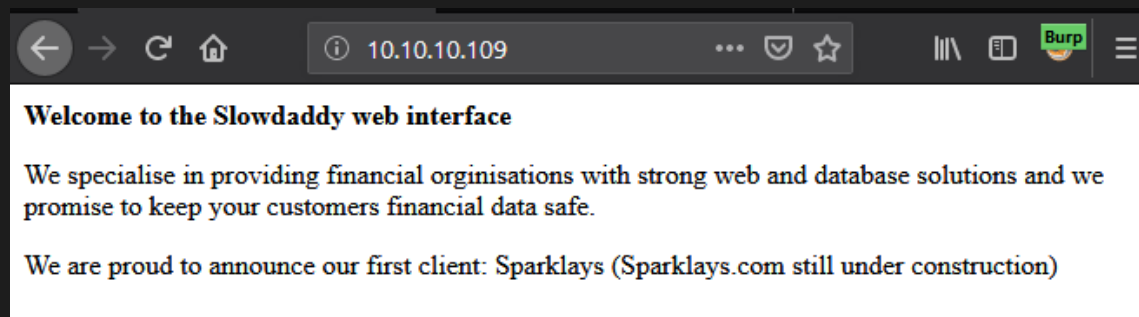 10.10.10.109
Burp
Welcome to the Slowdaddy web interface
We specialise in providing financial orginisations with strong web and database solutions and we
promise to keep your customers financial data safe.
We are proud to announce our first client: Sparklays (Sparklays.com still under construction)